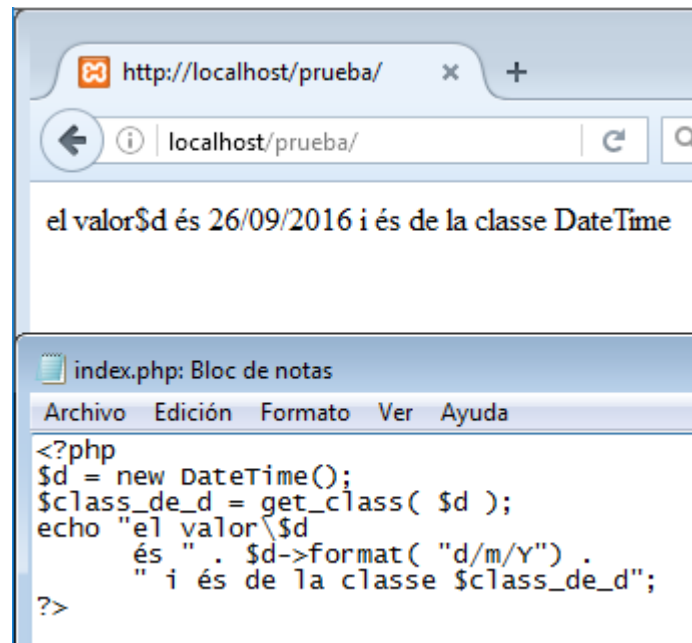 http://localhost/prueba/
localhost/prueba/
el valor$d és 26/09/2016 i és de la classe DateTime
index.php: Bloc de notas
Archivo Edición Formato Ver Ayuda
<?php
$d = new DateTime();
$class_de_d = get_class( $d );
echo "el valor\$d
      és " . $d->format( "d/m/Y") .
      " i és de la classe $class_de_d";
?>